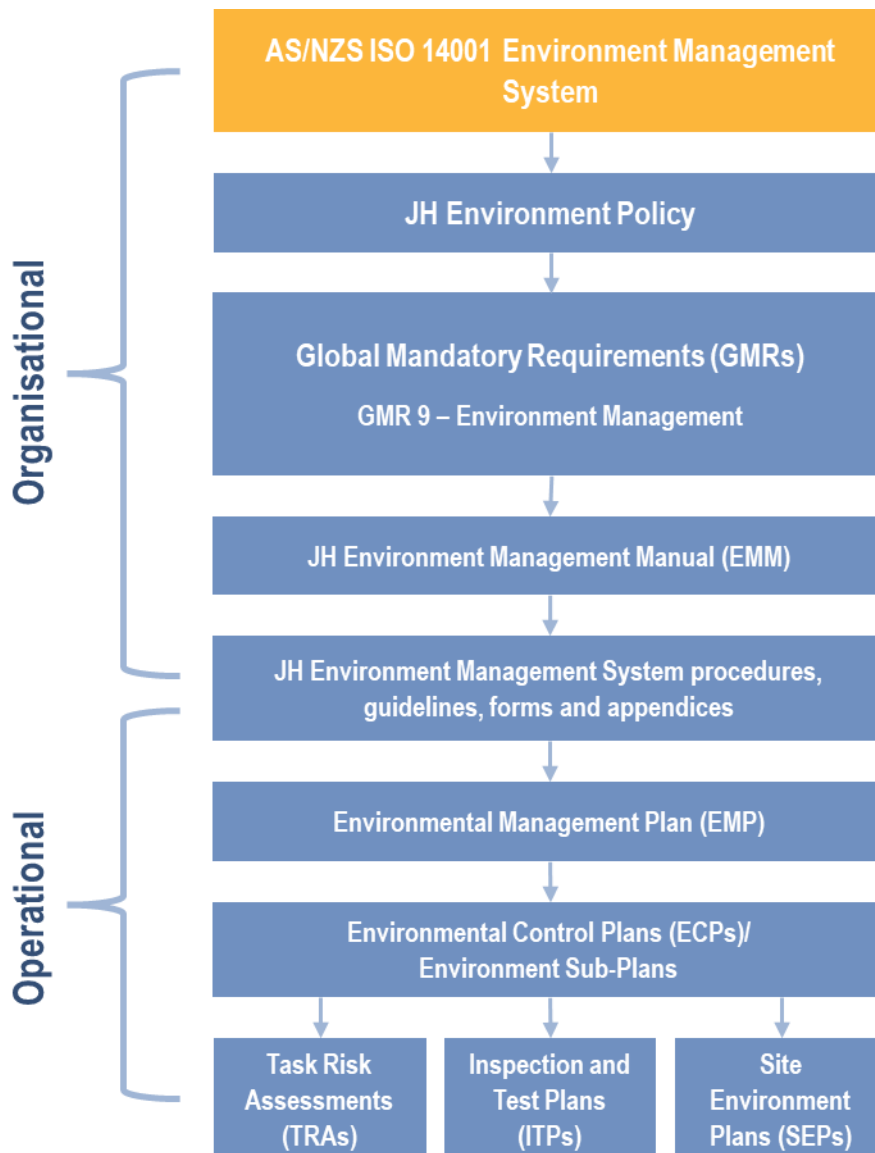 AS/NZS ISO 14001 Environment Management
System
JH Environment Policy
Global Mandatory Requirements (GMRs)
GMR 9 – Environment Management
JH Environment Management Manual (EMM)
JH Environment Management System procedures,
guidelines, forms and appendices
Environmental Management Plan (EMP)
Environmental Control Plans (ECPs)/
Environment Sub-Plans
Task Risk
Assessments
(TRAs)
Inspection and
Test Plans
(ITPs)
Site
Environment
Plans (SEPs)
Organisational
Operational